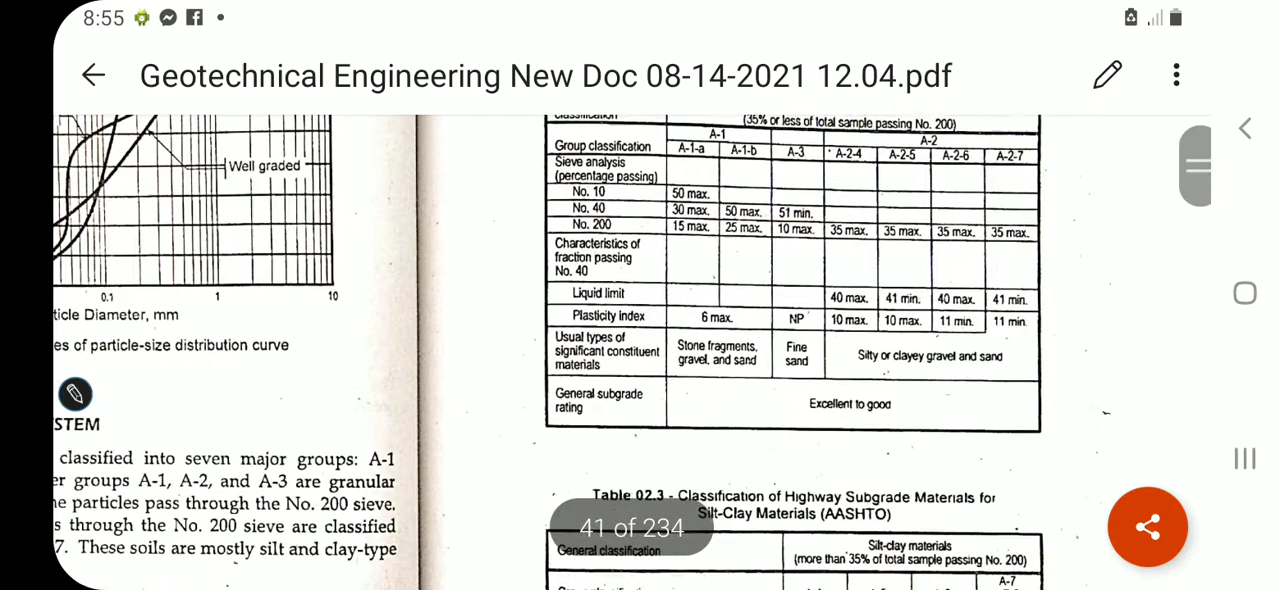 8:55
Geotechnical Engineering New Doc 08-14-2021 12.04.pdf
Well graded
0.1 1 10
ticle Diameter, mm
es of particle-size distribution curve
STEM
classified into seven major groups: A-1
er groups A-1, A-2, and A-3 are granular
he particles pass through the No. 200 sieve.
s through the No. 200 sieve are classified
7. These soils are mostly silt and clay-type
classification (35% or less of total sample passing No. 200)
A-1 A-2
Group classification A-1-a A-1-b A-3 A-2-4 A-2-5 A-2-6 A-2-7
Sieve analysis
(percentage passing)
No. 10 50 max.
No. 40 30 max. 50 max. 51 min.
No. 200 15 max. 25 max. 10 max. 35 max. 35 max. 35 max. 35 max.
Characteristics of
fraction passing
No. 40
Liquid limit 40 max. 41 min. 40 max. 41 min.
Plasticity index 6 max. NP 10 max. 10 max. 11 min. 11 min.
Usual types of
significant constituent
materials
Stone fragments,
gravel, and sand
Fine
sand
Silty or clayey gravel and sand
General subgrade
rating
Excellent to good
Table 02.3 - Classification of Highway Subgrade Materials for
Silt-Clay Materials (AASHTO)
41 of 234
General classification
Silt-clay materials
(more than 35% of total sample passing No. 200)
A-7